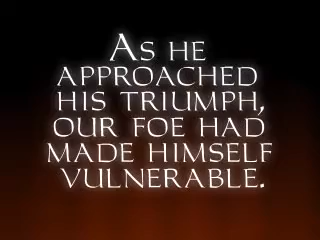 As he
approached
his triumph,
our foe had
made himself
vulnerable.